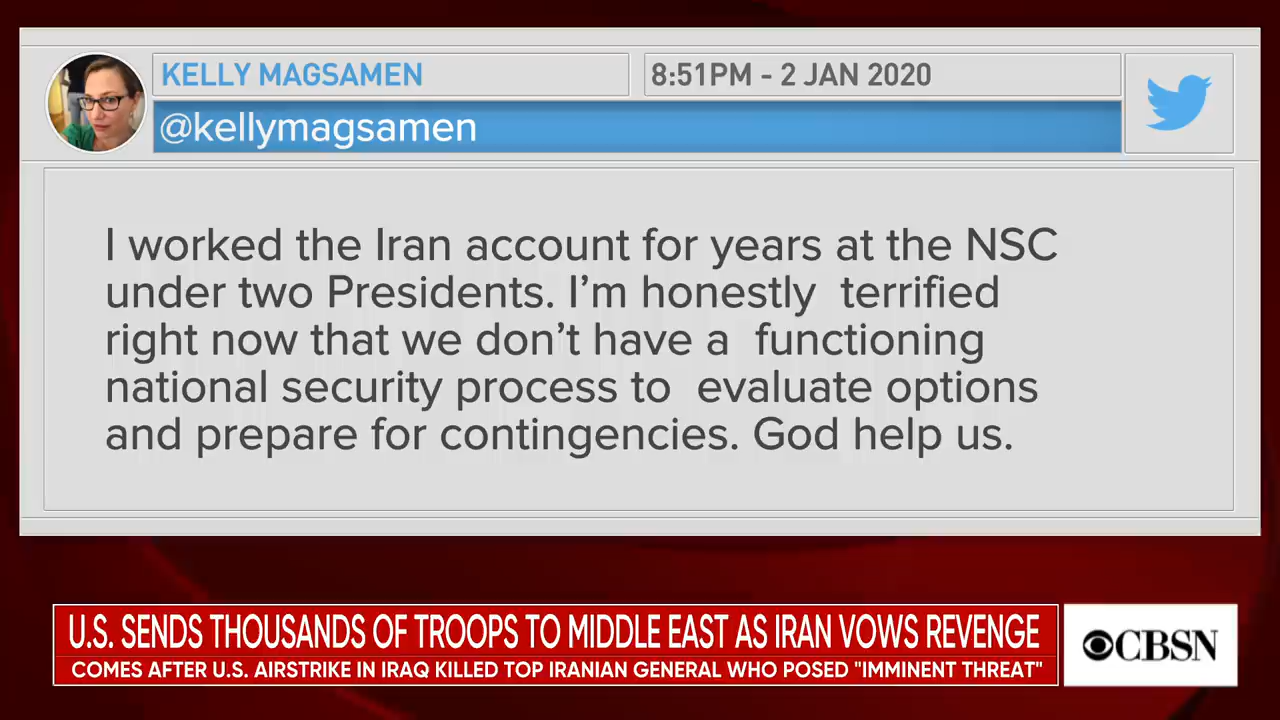 KELLY MAGSAMEN
8:51PM - 2 JAN 2020
@kellymagsamen
I worked the Iran account for years at the NSC
under two Presidents. I'm honestly terrified
right now that we don't have a functioning
national security process to evaluate options
and prepare for contingencies. God help us.
U.S. SENDS THOUSANDS OF TROOPS TO MIDDLE EAST AS IRAN VOWS REVENGE
COMES AFTER U.S. AIRSTRIKE IN IRAQ KILLED TOP IRANIAN GENERAL WHO POSED "IMMINENT THREAT"
CBSN